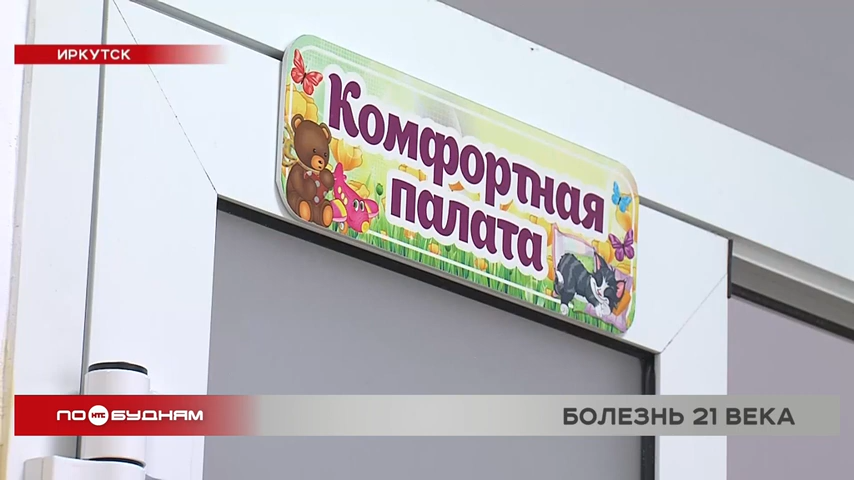 ИРКУТСК
Комфортная
палата
ПО НТС БУДНЯМ
БОЛЕЗНЬ 21 ВЕКА